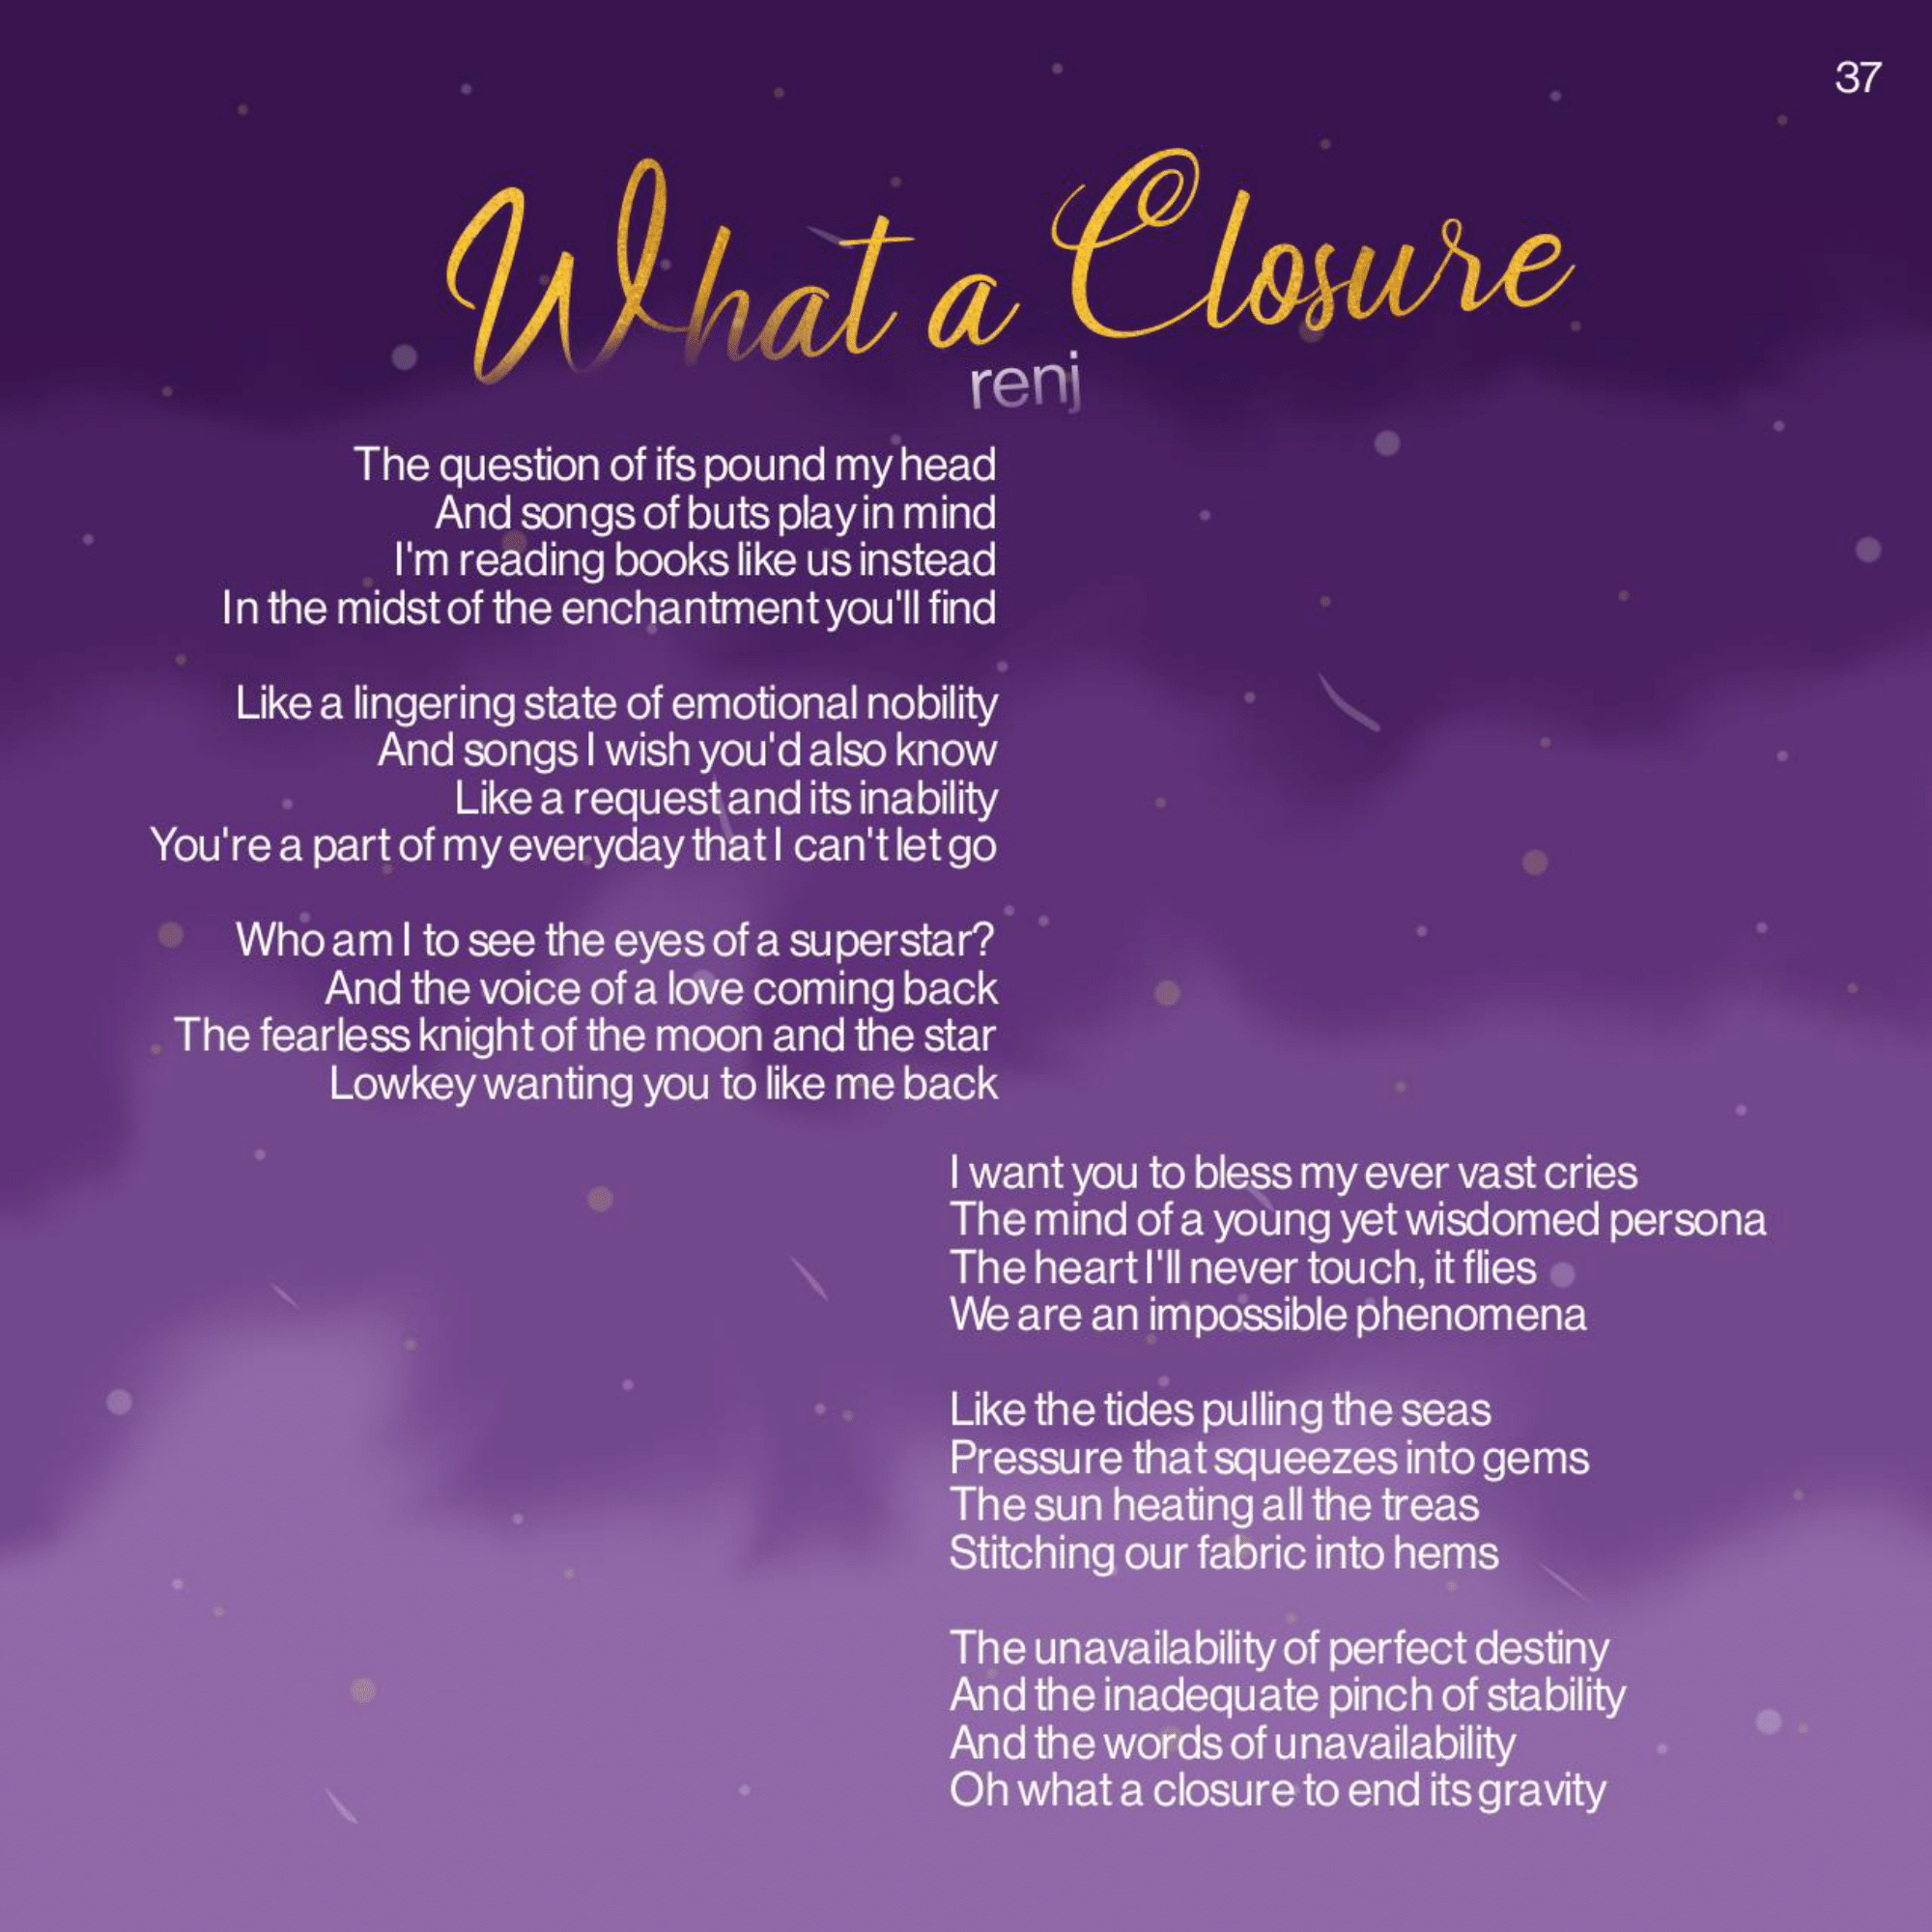 37
What a Closure
renj
The question of ifs pound my head
And songs of buts play in mind
I'm reading books like us instead
In the midst of the enchantment you'll find
Like a lingering state of emotional nobility
And songs I wish you'd also know
Like a request and its inability
You're a part of my everyday that I can't let go
Who am I to see the eyes of a superstar?
And the voice of a love coming back
The fearless knight of the moon and the star
Lowkey wanting you to like me back
I want you to bless my ever vast cries
The mind of a young yet wisdomed persona
The heart I'll never touch, it flies
We are an impossible phenomena
Like the tides pulling the seas
Pressure that squeezes into gems
The sun heating all the treas
Stitching our fabric into hems
The unavailability of perfect destiny
And the inadequate pinch of stability
And the words of unavailability
Oh what a closure to end its gravity